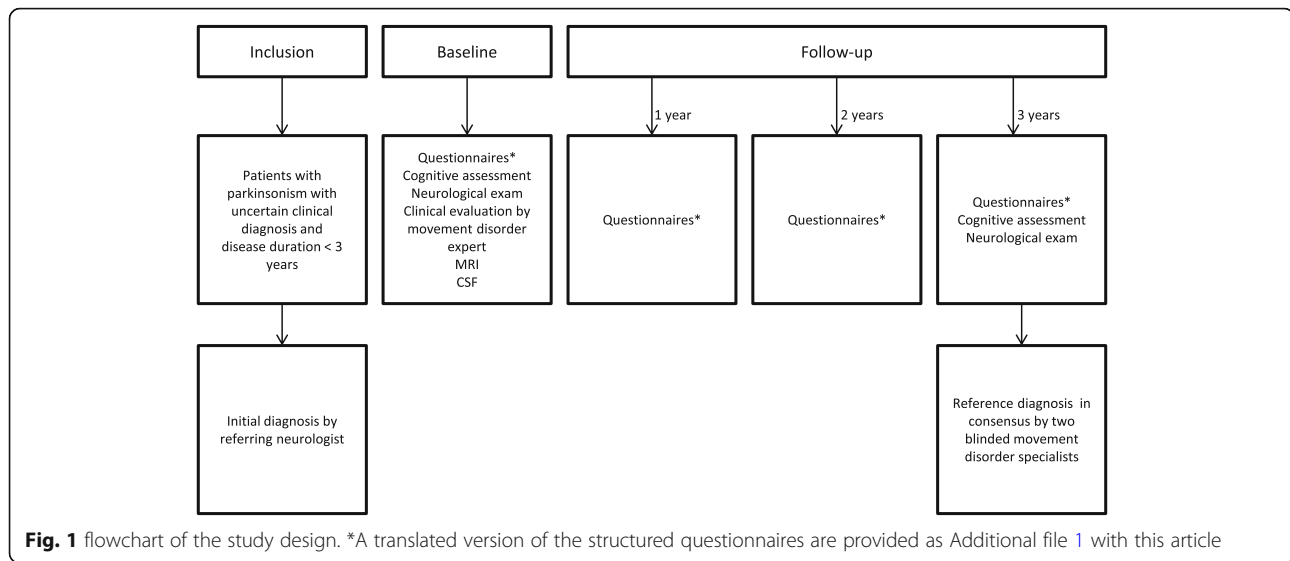 Inclusion
Baseline
Follow-up
1 year
2 years
3 years
Patients with
parkinsonism with
uncertain clinical
diagnosis and
disease duration < 3
years
Questionnaires*
Cognitive assessment
Neurological exam
Clinical evaluation by
movement disorder
expert
MRI
CSF
Questionnaires*
Questionnaires*
Questionnaires*
Cognitive assessment
Neurological exam
Initial diagnosis by
referring neurologist
Reference diagnosis in
consensus by two
blinded movement
disorder specialists
Fig. 1 flowchart of the study design. *A translated version of the structured questionnaires are provided as Additional file 1 with this article